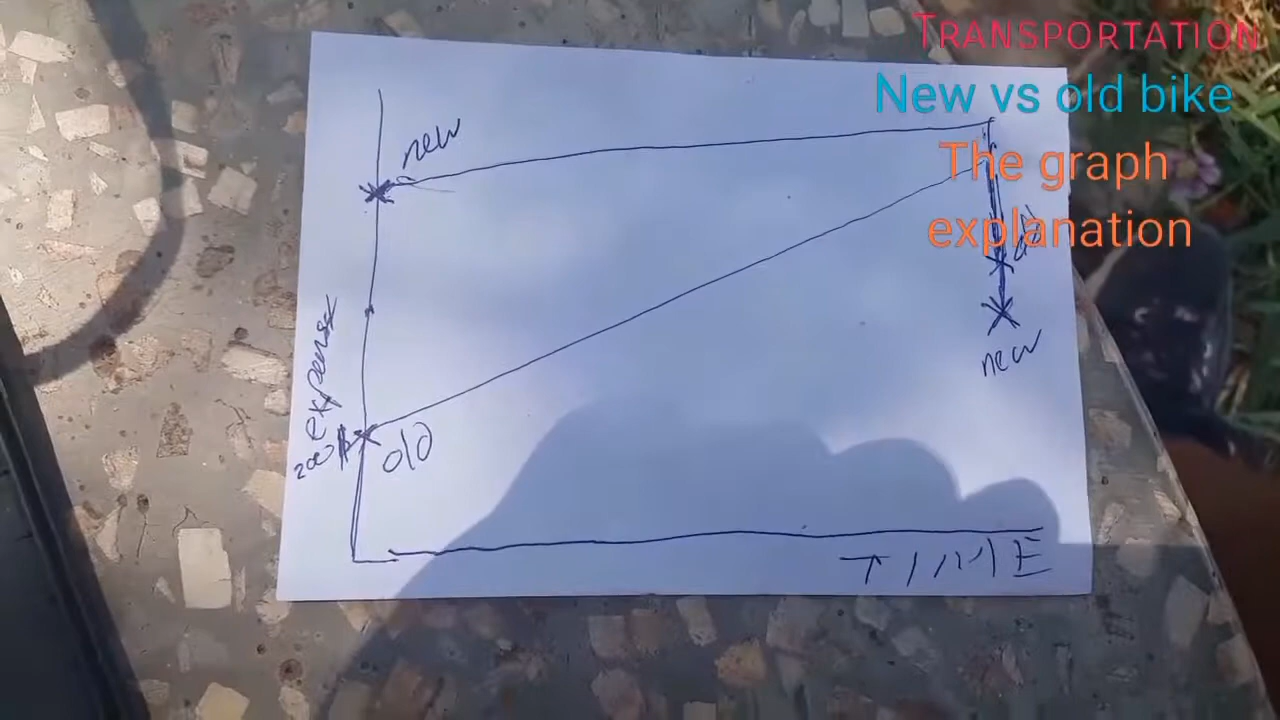 TRANSPORTATION
New vs old bike
The graph
explanation
new
expense
200$
old
new
TIME